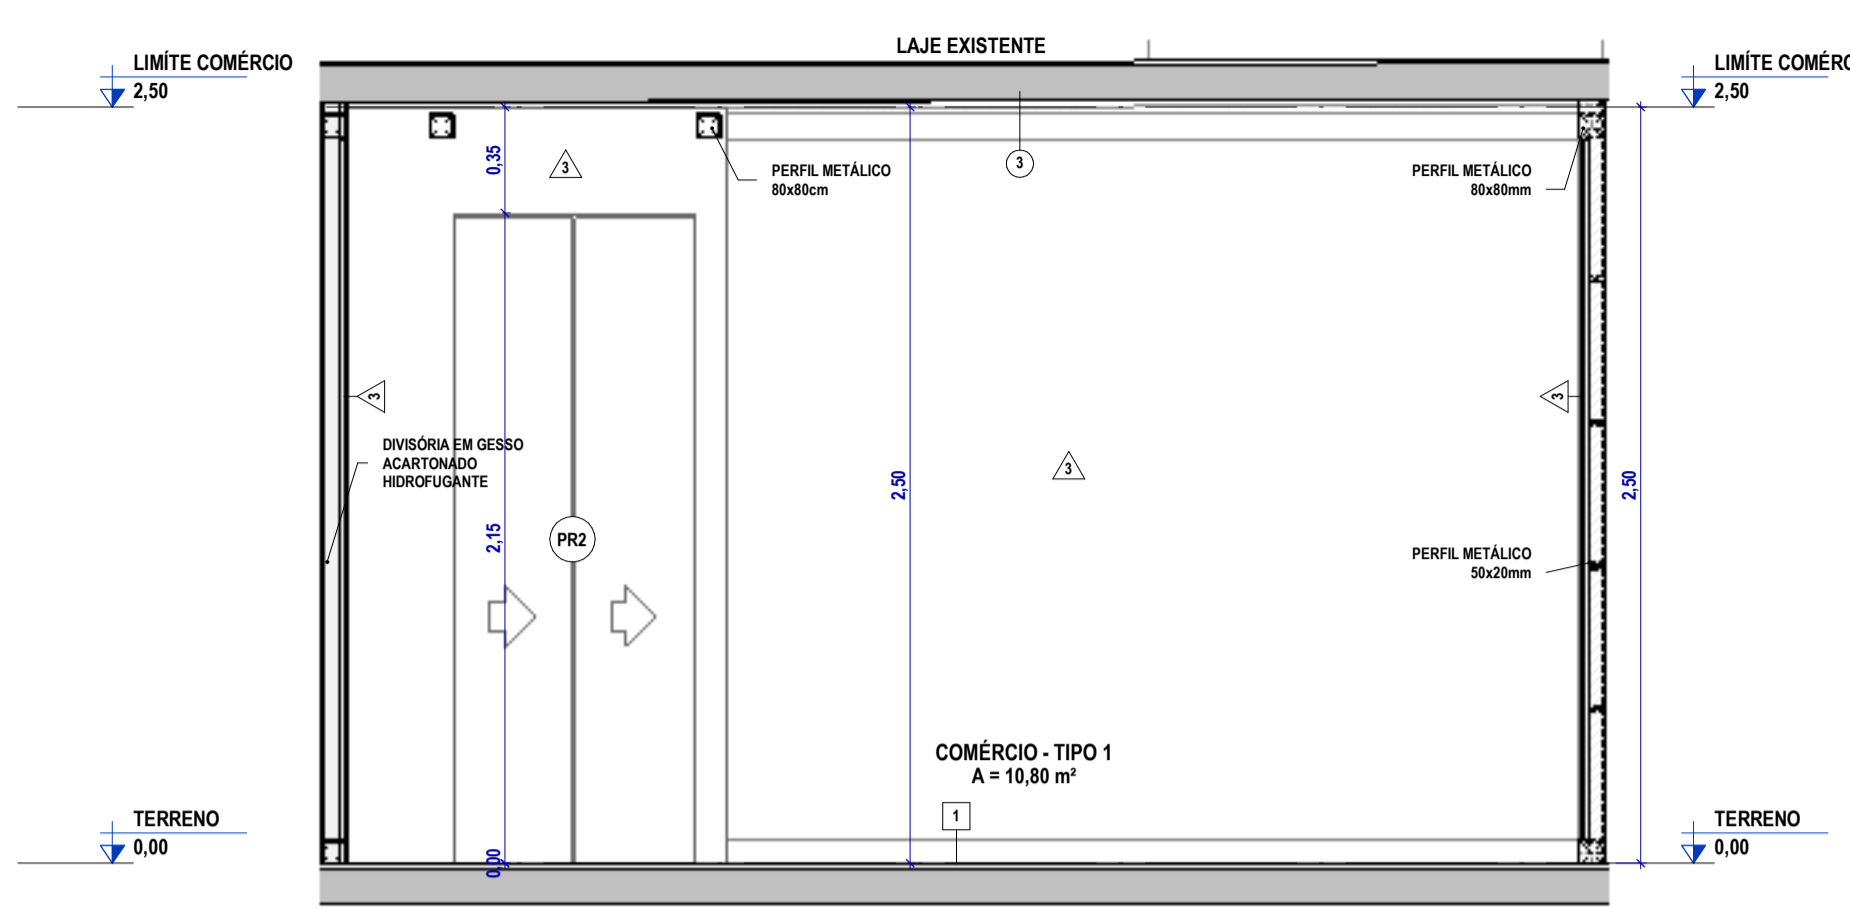 LAJE EXISTENTE
LIMÍTE COMÉRCIO
2,50
LIMÍTE COMÉRC
2,50
0,35
3
3
PERFIL METÁLICO
80x80cm
PERFIL METÁLICO
80x80mm
3
3
DIVISÓRIA EM GESSO
ACARTONADO
HIDROFUGANTE
3
2,50
2,50
2,15
PR2
PERFIL METÁLICO
50x20mm
COMÉRCIO - TIPO 1
A = 10,80 m²
1
TERRENO
0,00
0,00
TERRENO
0,00